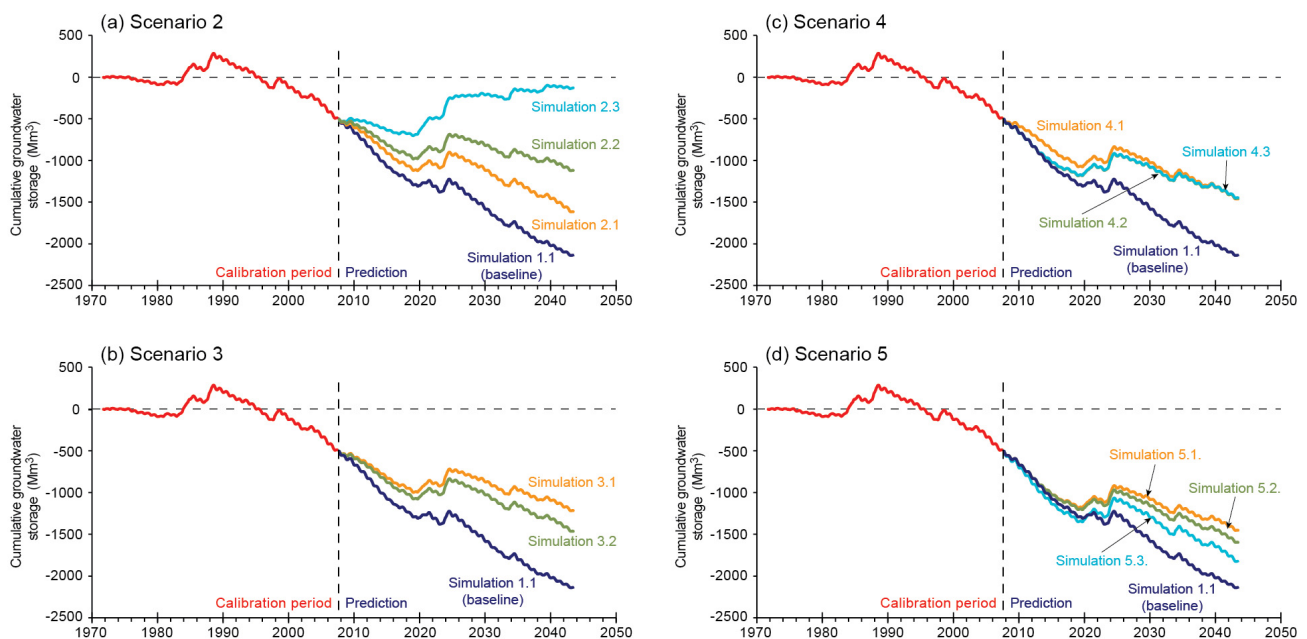 (a) Scenario 2
Cumulative groundwater
storage (Mm³)
500
0
-500
-1000
-1500
-2000
-2500
Simulation 2.3
Simulation 2.2
Simulation 2.1
Simulation 1.1
(baseline)
Calibration period
Prediction
1970 1980 1990 2000 2010 2020 2030 2040 2050
(b) Scenario 3
Cumulative groundwater
storage (Mm³)
500
0
-500
-1000
-1500
-2000
-2500
Simulation 3.1
Simulation 3.2
Simulation 1.1
(baseline)
Calibration period
Prediction
1970 1980 1990 2000 2010 2020 2030 2040 2050
(c) Scenario 4
Cumulative groundwater
storage (Mm³)
500
0
-500
-1000
-1500
-2000
-2500
Simulation 4.1
Simulation 4.3
Simulation 4.2
Simulation 1.1
(baseline)
Calibration period
Prediction
1970 1980 1990 2000 2010 2020 2030 2040 2050
(d) Scenario 5
Cumulative groundwater
storage (Mm³)
500
0
-500
-1000
-1500
-2000
-2500
Simulation 5.1.
Simulation 5.2.
Simulation 5.3.
Simulation 1.1
(baseline)
Calibration period
Prediction
1970 1980 1990 2000 2010 2020 2030 2040 2050